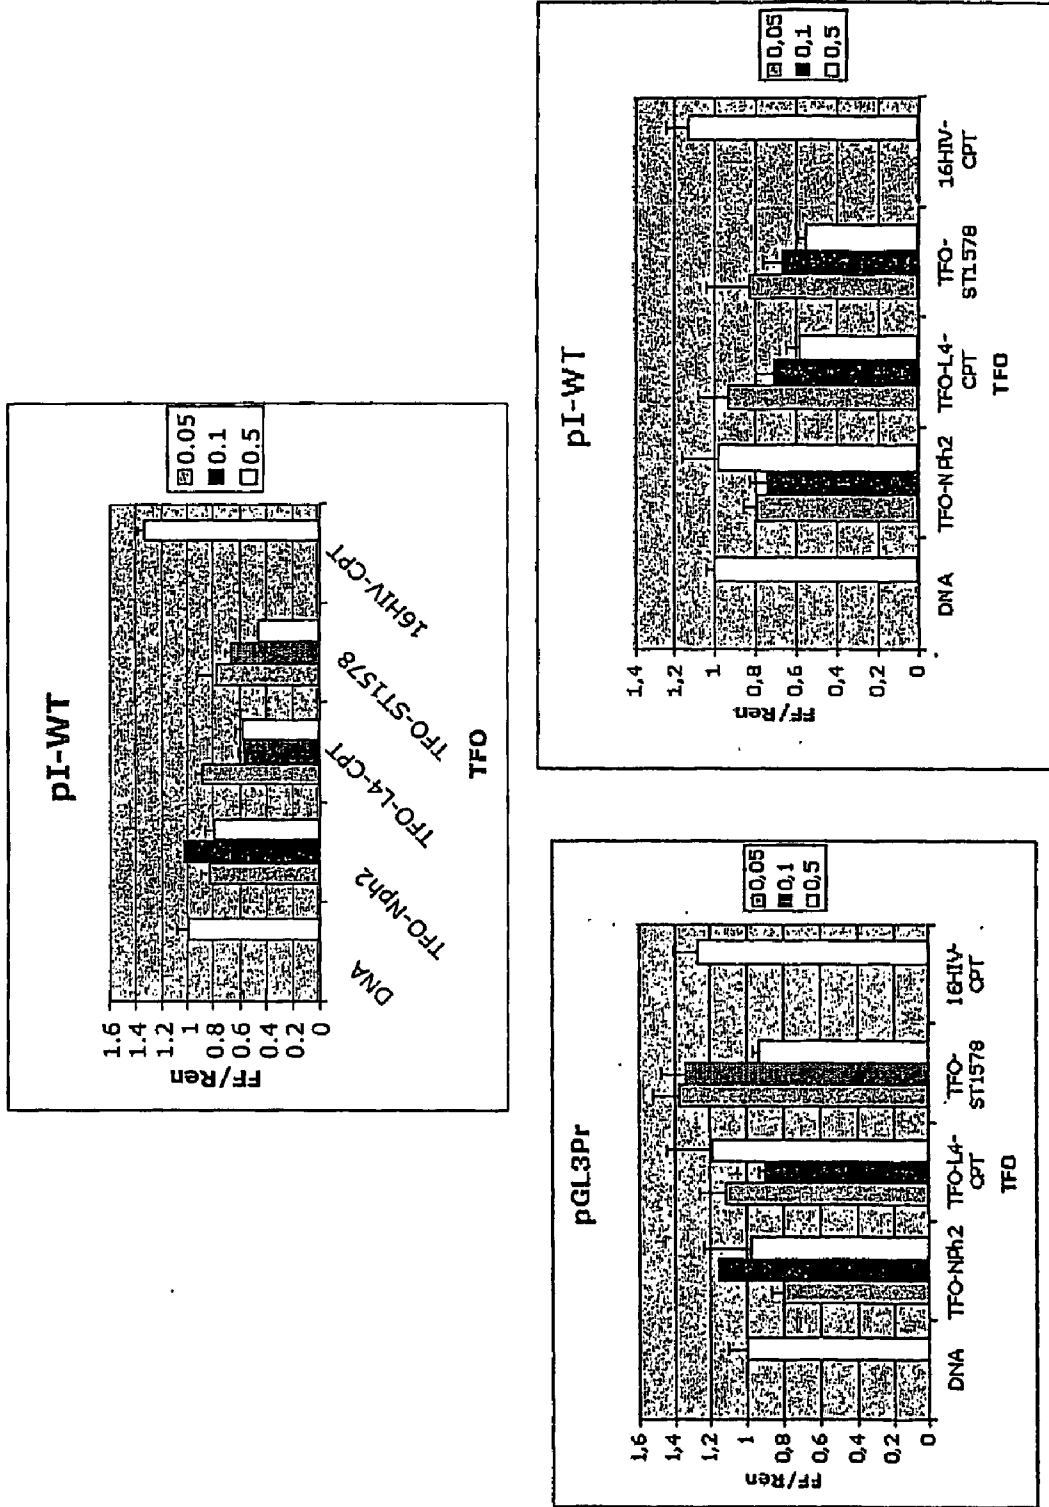 pI-WT
1.6
1.4
1.2
1
0.8
0.6
0.4
0.2
0
FF/Ren
DNA
TFO-Nph2
TFO-L4-CPT
TFO-ST1578
16HIV-CPT
TFO
0.05
0.1
0.5
pGL3Pr
1,6
1,4
1,2
1
0,8
0,6
0,4
0,2
0
FF/Ren
DNA TFO-NPh2 TFO-L4- TFO- 16HIV-
CPT ST1578 CPT
TFO
0,05
0,1
0,5
pI-WT
1,4
1,2
1
0,8
0,6
0,4
0,2
0
FF/Ren
DNA TFO-NPh2 TFO-L4- TFO- 16HIV-
CPT ST1578 CPT
TFO
0,05
0,1
0,5